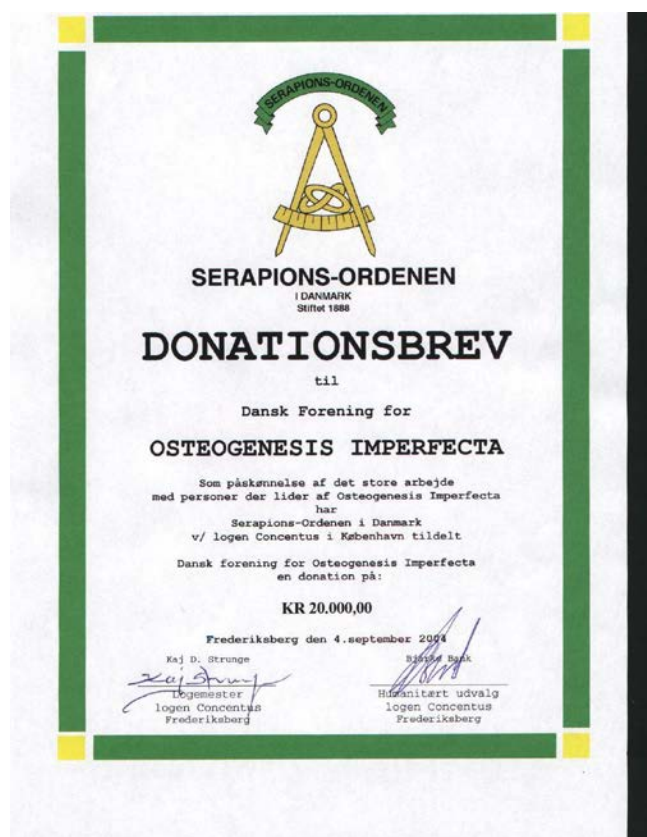 SERAPIONS-ORDENEN
SERAPIONS-ORDENEN
I DANMARK
Stiftet 1888
DONATIONSBREV
til
Dansk Forening for
OSTEOGENESIS IMPERFECTA
Som påskønnelse af det store arbejde
med personer der lider af Osteogenesis Imperfecta
har
Serapions-Ordenen i Danmark
v/ logen Concentus i København tildelt
Dansk forening for Osteogenesis Imperfecta
en donation på:
KR 20.000,00
Frederiksberg den 4.september 2004
Kaj D. Strunge
Bank
Kaj Strunge
Logemester
Humanitært udvalg
logen Concentus
logen Concentus
Frederiksberg
Frederiksberg